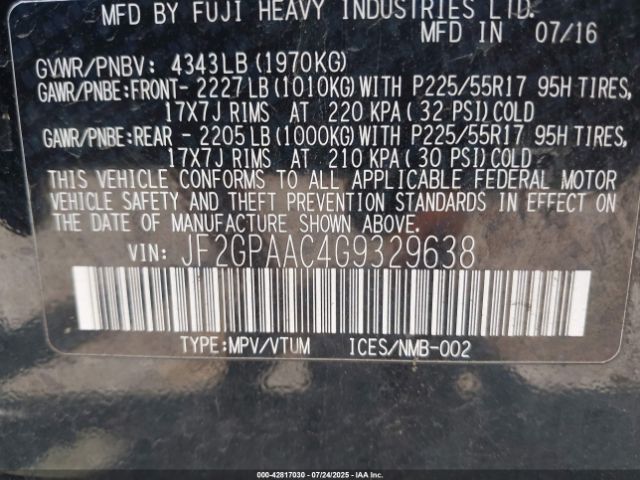 MFD BY FUJI HEAVY INDUSTRIES LTD.
MFD IN 07/16
GVWR/PNBV: 4343LB (1970KG)
GAWR/PNBE:FRONT- 2227LB (1010KG) WITH P225/55R17 95H TIRES,
17X7J RIMS AT 220 KPA( 32 PSI) COLD
GAWR/PNBE:REAR - 2205LB (1000KG) WITH P225/55R17 95H TIRES,
17X7J RIMS AT 210 KPA( 30 PSI) COLD
THIS VEHICLE CONFORMS TO ALL APPLICABLE FEDERAL MOTOR
VEHICLE SAFETY AND THEFT PREVENTION STANDARDS IN EFFECT ON
THE DATE OF MANUFACTURE SHOWN ABOVE.
VIN: JF2GPAAC4G9329638
TYPE:MPV/VTUM ICES/NMB-002
000-42817030 - 07/24/2025 - IAA Inc.